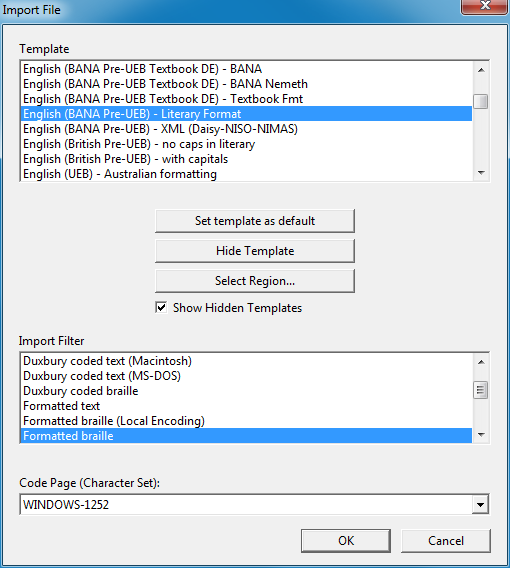 Import File
Template
English (BANA Pre-UEB Textbook DE) - BANA
English (BANA Pre-UEB Textbook DE) - BANA Nemeth
English (BANA Pre-UEB Textbook DE) - Textbook Fmt
English (BANA Pre-UEB) - Literary Format
English (BANA Pre-UEB) - XML (Daisy-NISO-NIMAS)
English (British Pre-UEB) - no caps in literary
English (British Pre-UEB) - with capitals
English (UEB) - Australian formatting
Set template as default
Hide Template
Select Region...
Show Hidden Templates
Import Filter
Duxbury coded text (Macintosh)
Duxbury coded text (MS-DOS)
Duxbury coded braille
Formatted text
Formatted braille (Local Encoding)
Formatted braille
Code Page (Character Set):
WINDOWS-1252
OK
Cancel